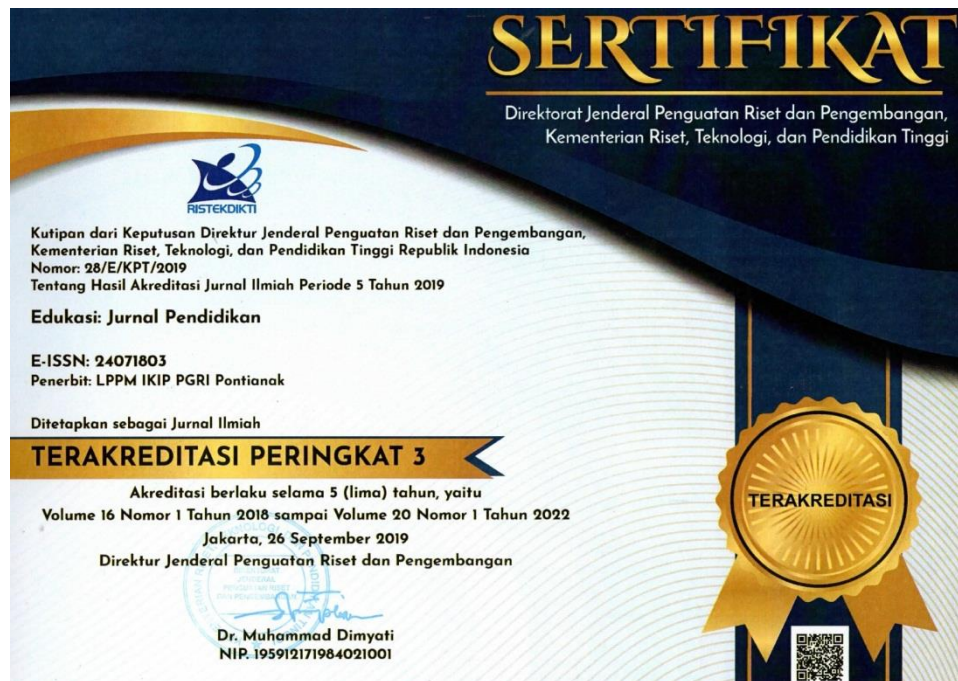 SERTIFIKAT
Direktorat Jenderal Penguatan Riset dan Pengembangan,
Kementerian Riset, Teknologi, dan Pendidikan Tinggi
RISTEKDIKTI
Kutipan dari Keputusan Direktur Jenderal Penguatan Riset dan Pengembangan,
Kementerian Riset, Teknologi, dan Pendidikan Tinggi Republik Indonesia
Nomor: 28/E/KPT/2019
Tentang Hasil Akreditasi Jurnal Ilmiah Periode 5 Tahun 2019
Edukasi: Jurnal Pendidikan
E-ISSN: 24071803
Penerbit: LPPM IKIP PGRI Pontianak
Ditetapkan sebagai Jurnal Ilmiah
TERAKREDITASI PERINGKAT 3
TERAKREDITASI
Akreditasi berlaku selama 5 (lima) tahun, yaitu
Volume 16 Nomor 1 Tahun 2018 sampai Volume 20 Nomor 1 Tahun 2022
Jakarta, 26 September 2019
Direktur Jenderal Penguatan Riset dan Pengembangan
Dr. Muhammad Dimyati
NIP. 195912171984021001